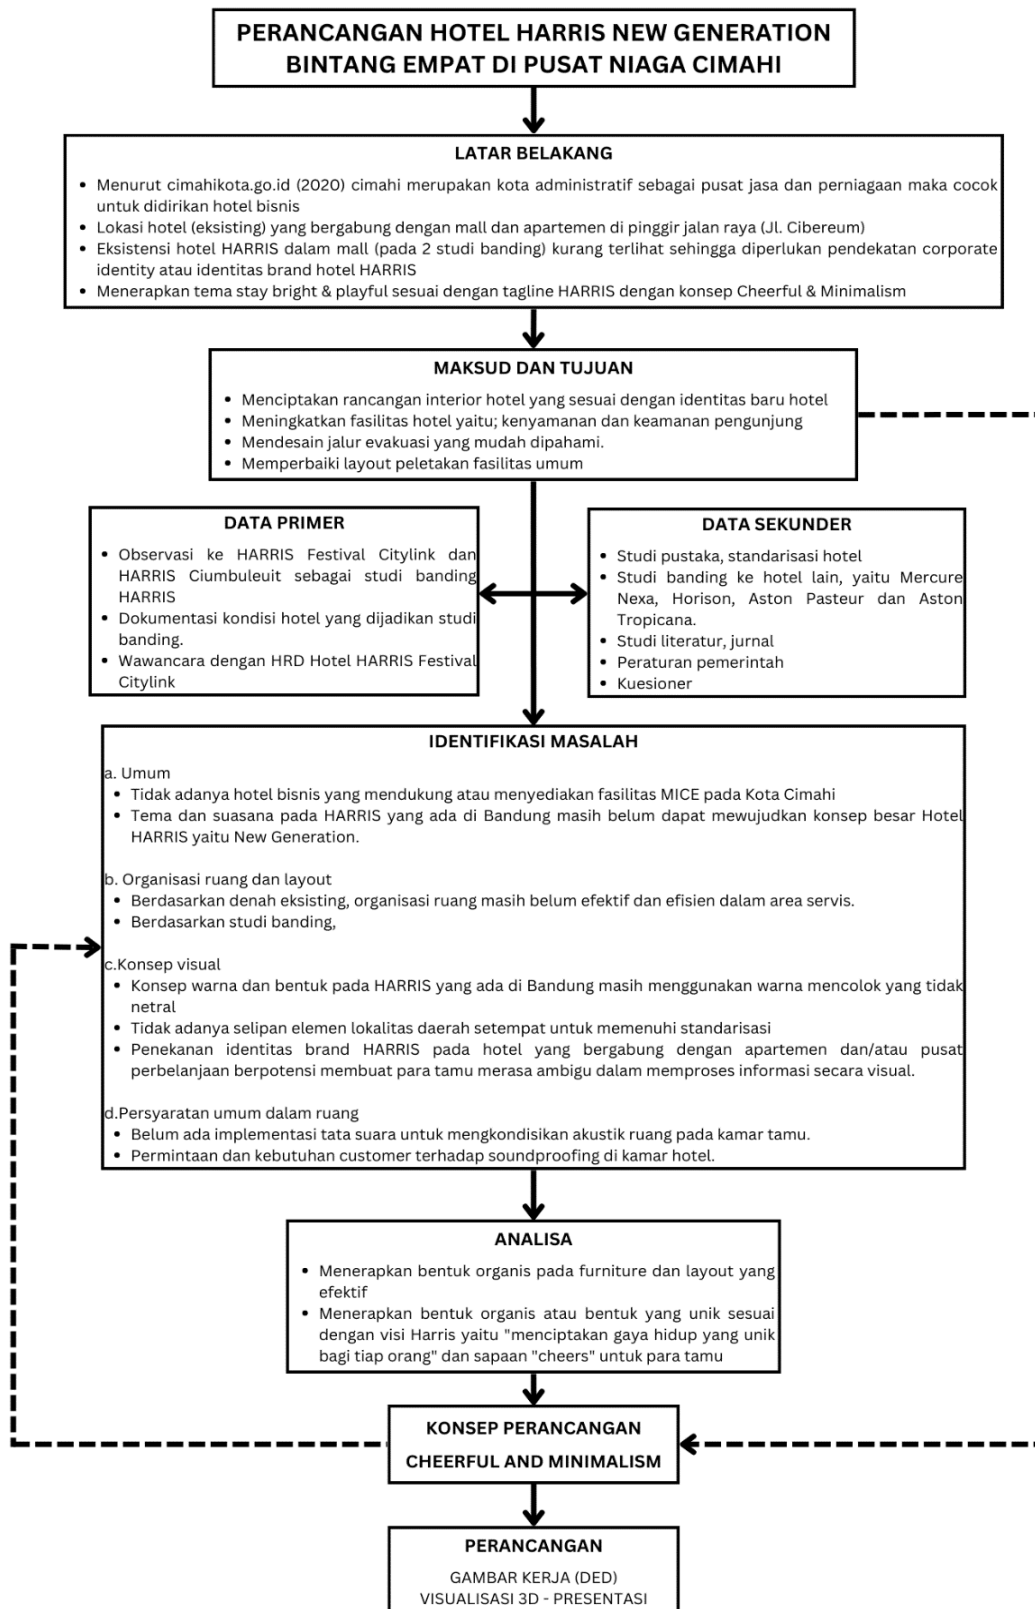 PERANCANGAN HOTEL HARRIS NEW GENERATION
BINTANG EMPAT DI PUSAT NIAGA CIMAHI
LATAR BELAKANG
• Menurut cimahikota.go.id (2020) cimahi merupakan kota administratif sebagai pusat jasa dan perniagaan maka cocok
untuk didirikan hotel bisnis
• Lokasi hotel (eksisting) yang bergabung dengan mall dan apartemen di pinggir jalan raya (Jl. Cibereum)
• Eksistensi hotel HARRIS dalam mall (pada 2 studi banding) kurang terlihat sehingga diperlukan pendekatan corporate
identity atau identitas brand hotel HARRIS
• Menerapkan tema stay bright & playful sesuai dengan tagline HARRIS dengan konsep Cheerful & Minimalism
MAKSUD DAN TUJUAN
• Menciptakan rancangan interior hotel yang sesuai dengan identitas baru hotel
• Meningkatkan fasilitas hotel yaitu; kenyamanan dan keamanan pengunjung
• Mendesain jalur evakuasi yang mudah dipahami.
• Memperbaiki layout peletakan fasilitas umum
DATA PRIMER
• Observasi ke HARRIS Festival Citylink dan
HARRIS Ciumbuleuit sebagai studi banding
HARRIS
• Dokumentasi kondisi hotel yang dijadikan studi
banding.
• Wawancara dengan HRD Hotel HARRIS Festival
Citylink
DATA SEKUNDER
• Studi pustaka, standarisasi hotel
• Studi banding ke hotel lain, yaitu Mercure
Nexa, Horison, Aston Pasteur dan Aston
Tropicana.
• Studi literatur, jurnal
• Peraturan pemerintah
• Kuesioner
IDENTIFIKASI MASALAH
a. Umum
• Tidak adanya hotel bisnis yang mendukung atau menyediakan fasilitas MICE pada Kota Cimahi
• Tema dan suasana pada HARRIS yang ada di Bandung masih belum dapat mewujudkan konsep besar Hotel
HARRIS yaitu New Generation.
b. Organisasi ruang dan layout
• Berdasarkan denah eksisting, organisasi ruang masih belum efektif dan efisien dalam area servis.
• Berdasarkan studi banding,
c.Konsep visual
• Konsep warna dan bentuk pada HARRIS yang ada di Bandung masih menggunakan warna mencolok yang tidak
netral
• Tidak adanya selipan elemen lokalitas daerah setempat untuk memenuhi standarisasi
• Penekanan identitas brand HARRIS pada hotel yang bergabung dengan apartemen dan/atau pusat
perbelanjaan berpotensi membuat para tamu merasa ambigu dalam memproses informasi secara visual.
d.Persyaratan umum dalam ruang
• Belum ada implementasi tata suara untuk mengkondisikan akustik ruang pada kamar tamu.
• Permintaan dan kebutuhan customer terhadap soundproofing di kamar hotel.
ANALISA
• Menerapkan bentuk organis pada furniture dan layout yang
efektif
• Menerapkan bentuk organis atau bentuk yang unik sesuai
dengan visi Harris yaitu "menciptakan gaya hidup yang unik
bagi tiap orang" dan sapaan "cheers" untuk para tamu
KONSEP PERANCANGAN
CHEERFUL AND MINIMALISM
PERANCANGAN
GAMBAR KERJA (DED)
VISUALISASI 3D - PRESENTASI